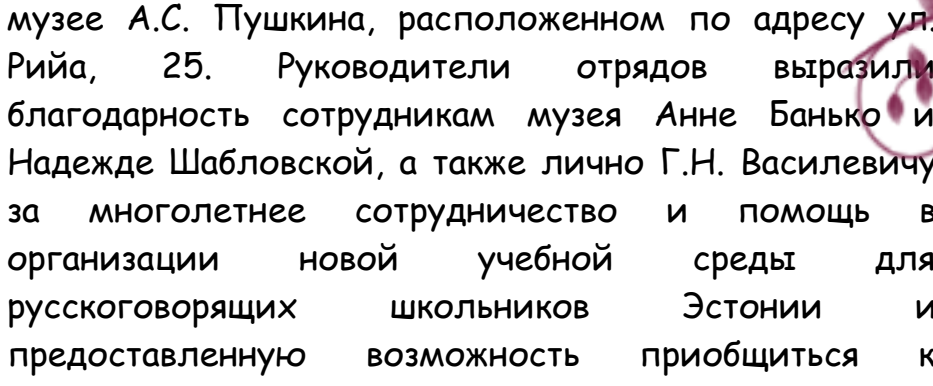 музее А.С. Пушкина, расположенном по адресу ул.
Рийа, 25. Руководители отрядов выразили
благодарность сотрудникам музея Анне Банько и
Надежде Шабловской, а также лично Г.Н. Василевичу
за многолетнее сотрудничество и помощь в
организации новой учебной среды для
русскоговорящих школьников Эстонии и
предоставленную возможность приобщиться к